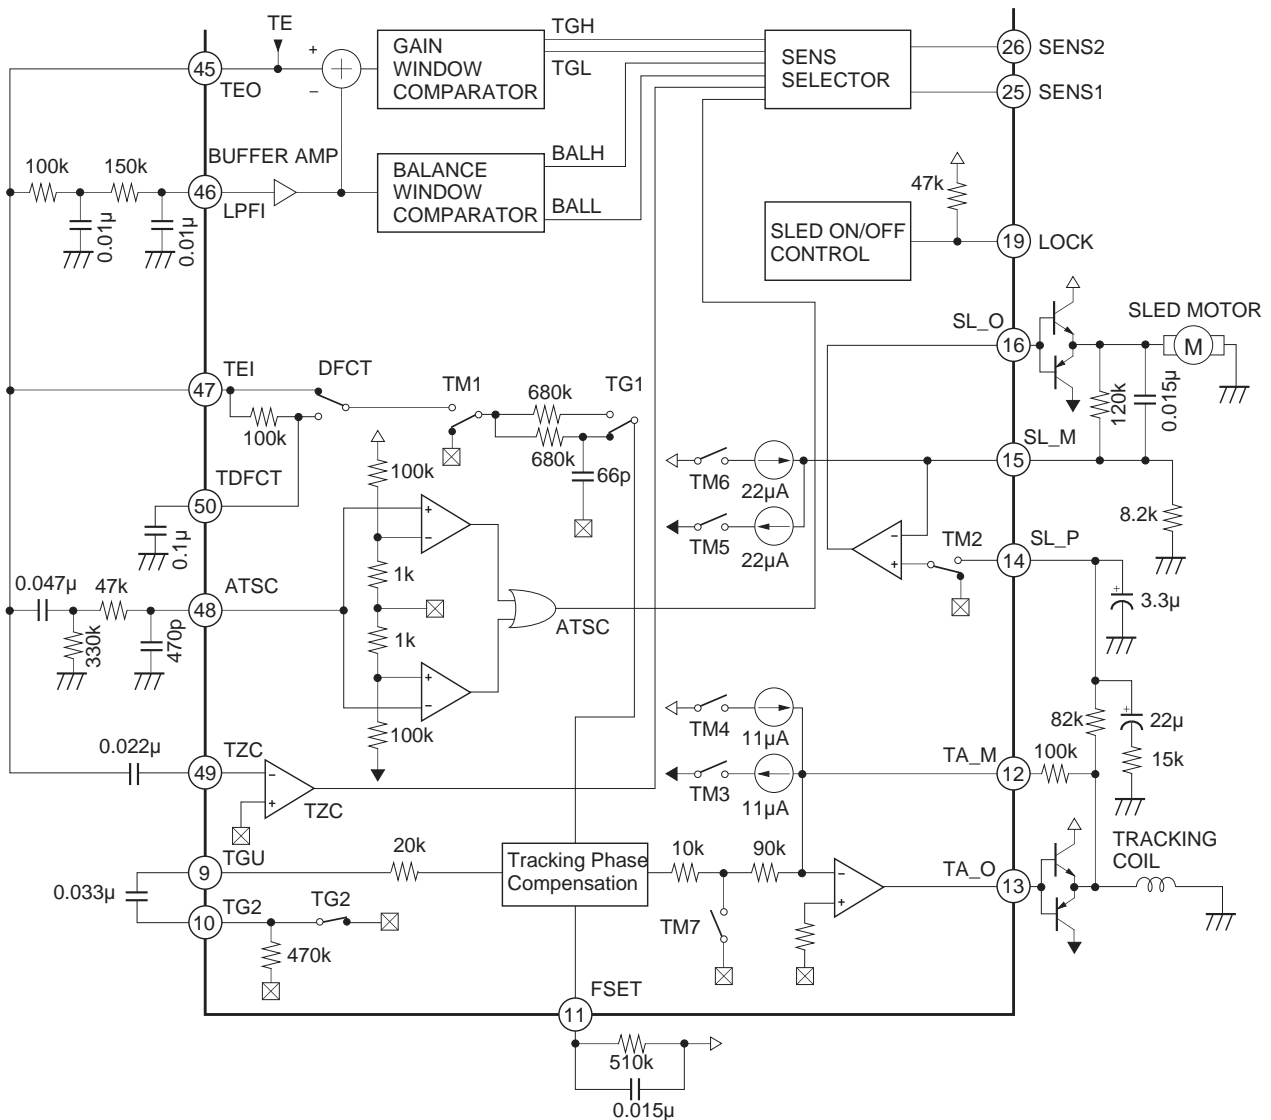 TE
TGH
45
TEO
+
−
GAIN
WINDOW
COMPARATOR
TGL
SENS
SELECTOR
26
SENS2
25
SENS1
BUFFER AMP
100k
150k
46
LPFI
0.01µ
0.01µ
BALANCE
WINDOW
COMPARATOR
BALH
BALL
47k
SLED ON/OFF
CONTROL
19
LOCK
SL_O
16
SLED MOTOR
M
120k
0.015µ
TEI
47
DFCT
100k
TM1
680k
680k
TG1
66p
TDFCT
50
0.1µ
100k
+
−
1k
1k
+
−
100k
ATSC
TM6
22µA
TM5
22µA
SL_M
15
8.2k
−
+
TM2
SL_P
14
+
3.3µ
0.047µ
47k
ATSC
48
330k
470p
TM4
11µA
TM3
11µA
82k
+
22µ
15k
TA_M
12
100k
0.022µ
TZC
49
−
+
TZC
TGU
9
20k
Tracking Phase
Compensation
10k
90k
−
+
TA_O
13
TRACKING
COIL
0.033µ
10
TG2
TG2
470k
TM7
FSET
11
510k
0.015µ